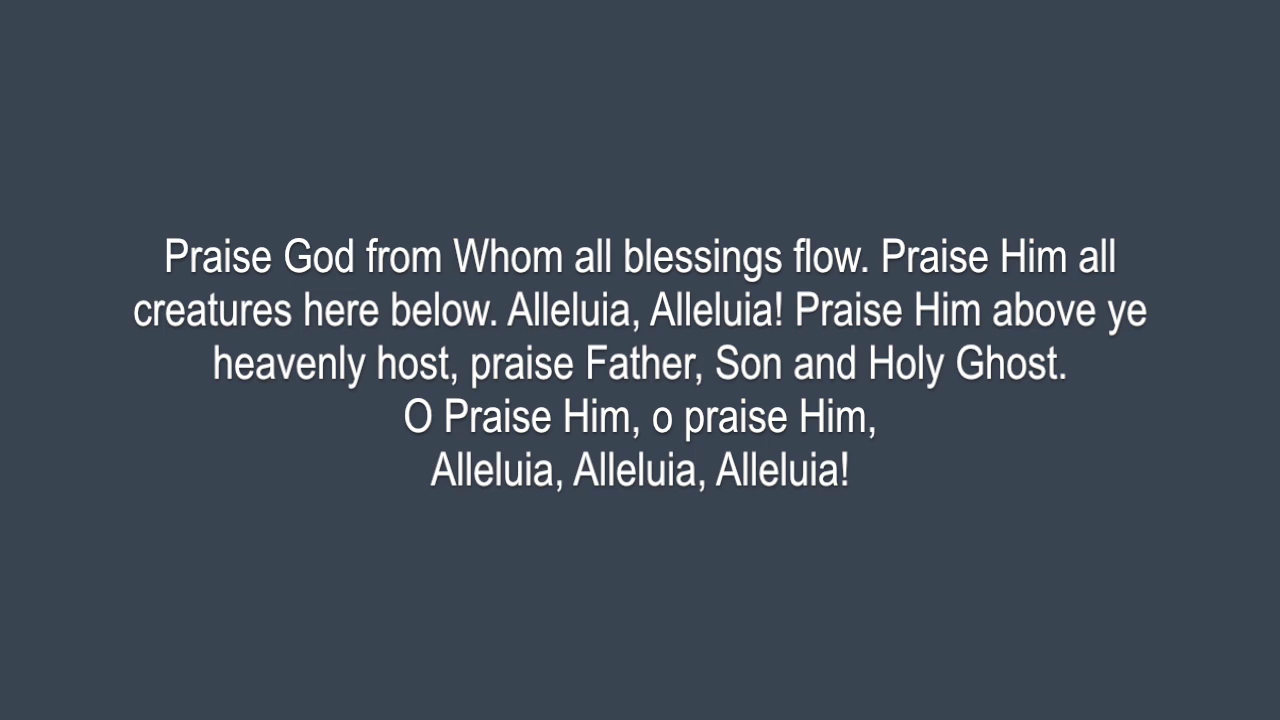 Praise God from Whom all blessings flow. Praise Him all
creatures here below. Alleluia, Alleluia! Praise Him above ye
heavenly host, praise Father, Son and Holy Ghost.
O Praise Him, o praise Him,
Alleluia, Alleluia, Alleluia!